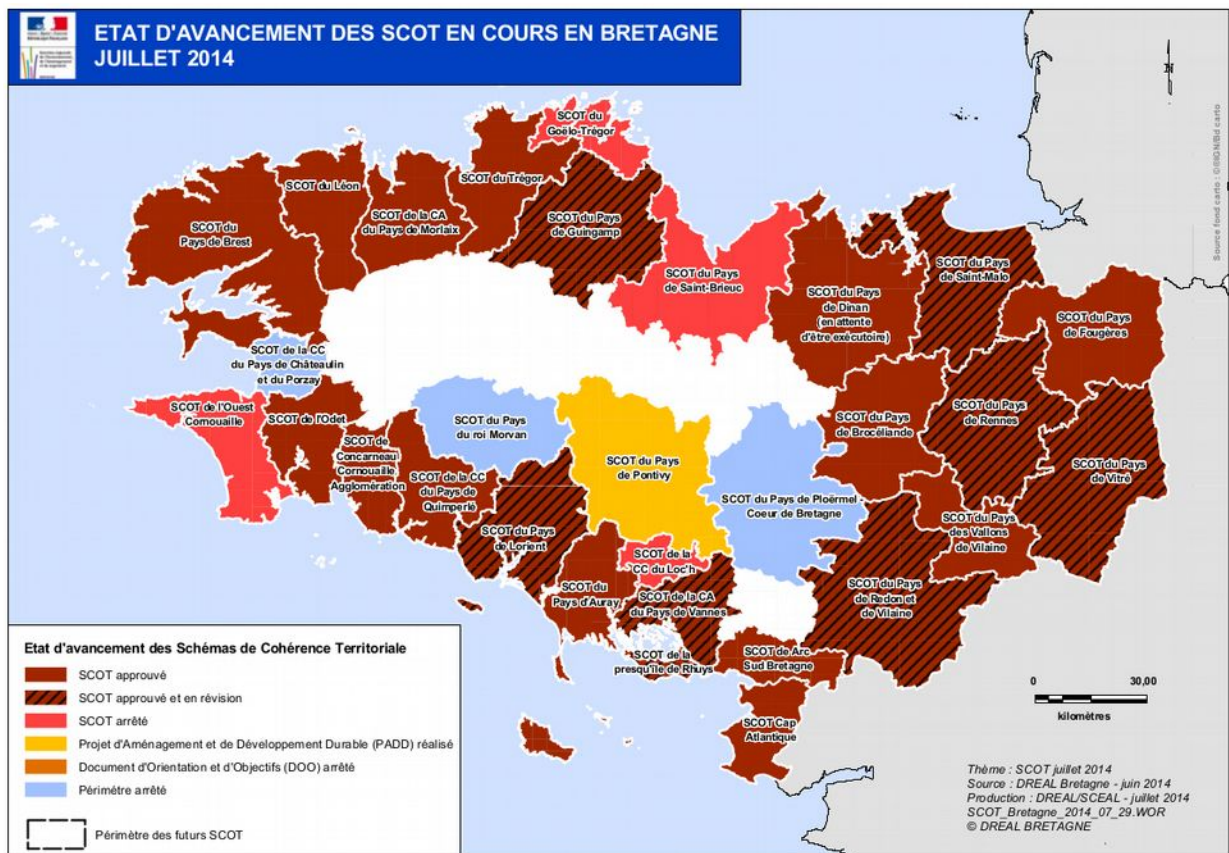 ETAT D'AVANCEMENT DES SCOT EN COURS EN BRETAGNE
JUILLET 2014
N
Source fond carto : ©IGN/Bd carto
SCOT du
Goëlo-Trégor
SCOT du Trégor
SCOT du Léon
SCOT de la CA
du Pays de Morlaix
SCOT du
Pays de Brest
SCOT du Pays
de Guingamp
SCOT du Pays
de Saint-Brieuc
SCOT du Pays
de Dinan
(en attente
d'être exécutoire)
SCOT du Pays
de Saint-Malo
SCOT du Pays
de Fougères
SCOT de la CC
du Pays de Châteaulin
et du Porzay
SCOT de l'Ouest
Cornouaille
SCOT de l'Odet
SCOT de
Concarneau
Cornouaille
Agglomération
SCOT de la CC
du Pays de
Quimperlé
SCOT du Pays
du roi Morvan
SCOT du Pays
de Pontivy
SCOT du Pays de Ploërmel -
Coeur de Bretagne
SCOT du Pays
de Brocéliande
SCOT du Pays
de Rennes
SCOT du Pays
de Vitré
SCOT du Pays
des Vallons
de Vilaine
SCOT du Pays
de Redon et
de Vilaine
SCOT du Pays
de Lorient
SCOT du
Pays d'Auray
SCOT de la
CC du Loc'h
SCOT de la CA
du Pays de Vannes
SCOT de la
presqu'île de Rhuys
SCOT de Arc
Sud Bretagne
SCOT Cap
Atlantique
Etat d'avancement des Schémas de Cohérence Territoriale
SCOT approuvé
SCOT approuvé et en révision
SCOT arrêté
Projet d'Aménagement et de Développement Durable (PADD) réalisé
Document d'Orientation et d'Objectifs (DOO) arrêté
Périmètre arrêté
Périmètre des futurs SCOT
0 30,00
kilomètres
Thème : SCOT juillet 2014
Source : DREAL Bretagne - juin 2014
Production : DREAL/SCEAL - juillet 2014
SCOT_Bretagne_2014_07_29.WOR
© DREAL BRETAGNE